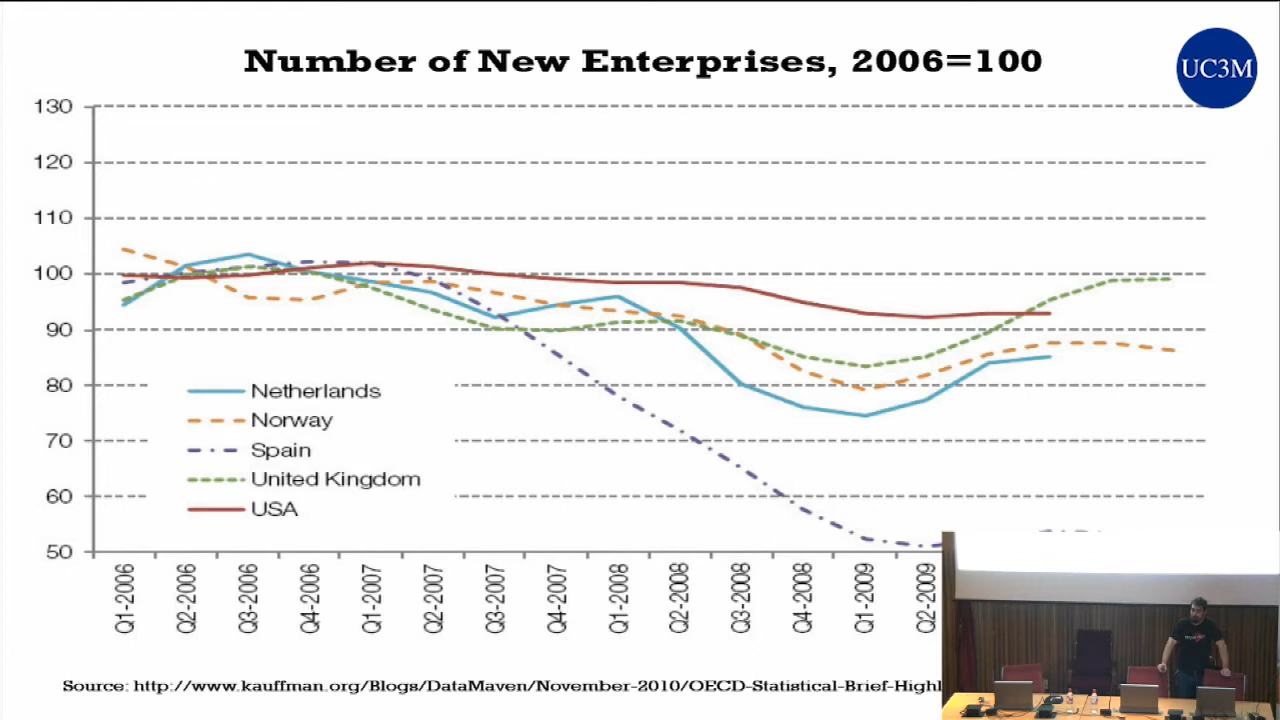 Number of New Enterprises, 2006=100
UC3M
130
120
110
100
90
80
70
60
50
Netherlands
Norway
Spain
United Kingdom
USA
Q1-2006
Q2-2006
Q3-2006
Q4-2006
Q1-2007
Q2-2007
Q3-2007
Q4-2007
Q1-2008
Q2-2008
Q3-2008
Q4-2008
Q1-2009
Q2-2009
Source: http://www.kauffman.org/Blogs/DataMaven/November-2010/OECD-Statistical-Brief-Highl